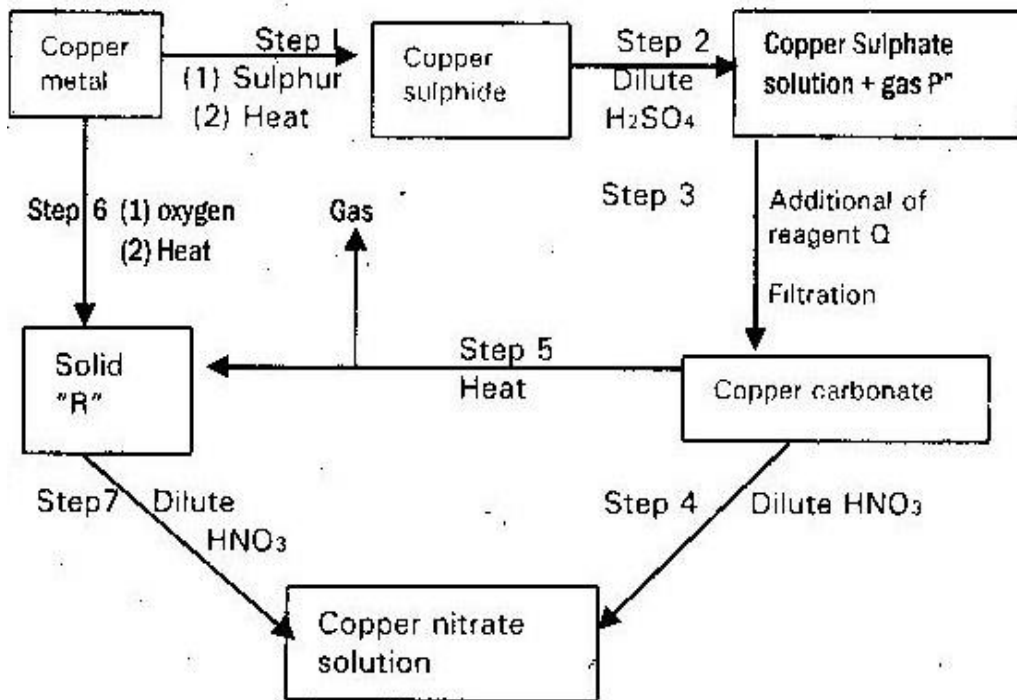 Copper
metal
Step I
(1) Sulphur
(2) Heat
Copper
sulphide
Step 2
Dilute
H₂SO₄
Copper Sulphate
solution + gas P"
Step 3
Additional of
reagent Q
Filtration
Step 6 (1) oxygen
(2) Heat
Gas
Solid
"R"
Step 5
Heat
Copper carbonate
Step7 Dilute
HNO₃
Step 4 Dilute HNO₃
Copper nitrate
solution